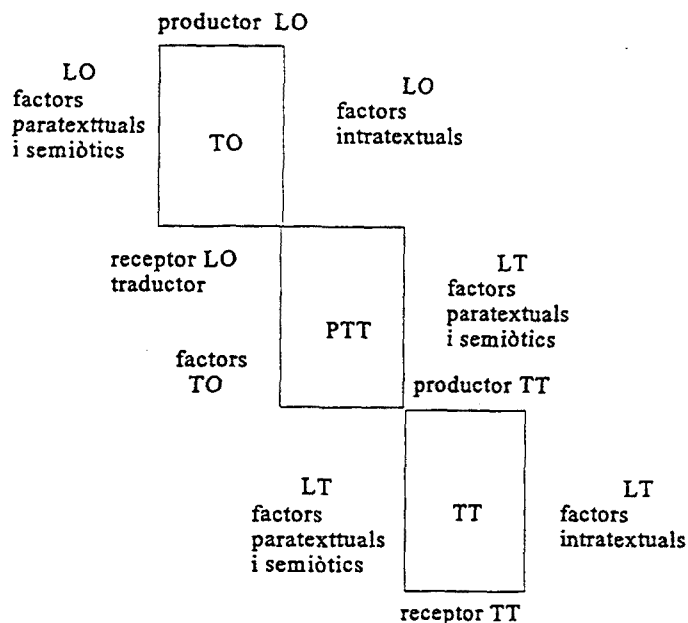 productor LO
LO
factors
paratexttuals
i semiòtics
TO
LO
factors
intratextuals
receptor LO
traductor
factors
TO
PTT
LT
factors
paratextuals
i semiòtics
productor TT
LT
factors
paratexttuals
i semiòtics
TT
LT
factors
intratextuals
receptor TT